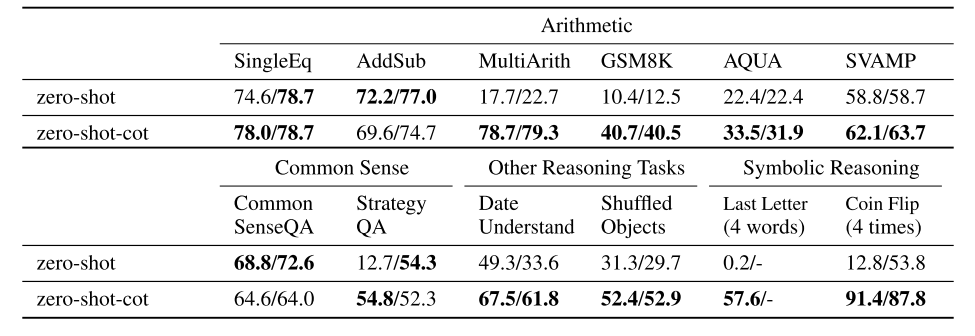 Arithmetic
SingleEq AddSub MultiArith GSM8K AQUA SVAMP
zero-shot 74.6/78.7 72.2/77.0 17.7/22.7 10.4/12.5 22.4/22.4 58.8/58.7
zero-shot-cot 78.0/78.7 69.6/74.7 78.7/79.3 40.7/40.5 33.5/31.9 62.1/63.7
Common Sense Other Reasoning Tasks Symbolic Reasoning
Common Strategy Date Shuffled Last Letter Coin Flip
SenseQA QA Understand Objects (4 words) (4 times)
zero-shot 68.8/72.6 12.7/54.3 49.3/33.6 31.3/29.7 0.2/- 12.8/53.8
zero-shot-cot 64.6/64.0 54.8/52.3 67.5/61.8 52.4/52.9 57.6/- 91.4/87.8